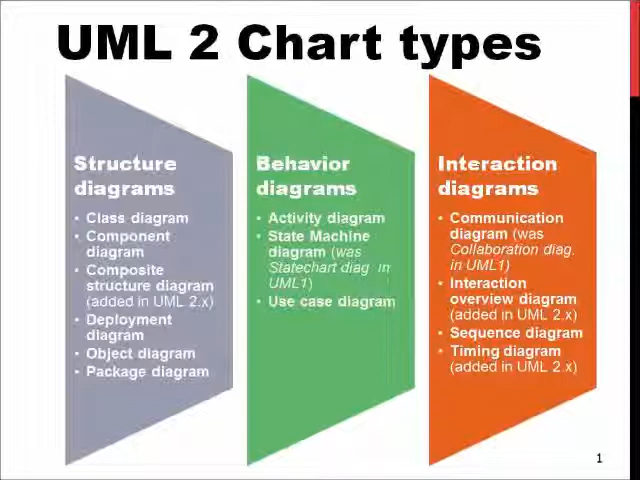 UML 2 Chart types
Structure
diagrams
• Class diagram
• Component
diagram
• Composite
structure diagram
(added in UML 2.x)
• Deployment
diagram
• Object diagram
• Package diagram
Behavior
diagrams
• Activity diagram
• State Machine
diagram (was
Statechart diag in
UML1)
• Use case diagram
Interaction
diagrams
• Communication
diagram (was
Collaboration diag.
in UML1)
• Interaction
overview diagram
(added in UML 2.x)
• Sequence diagram
• Timing diagram
(added in UML 2.x)
1